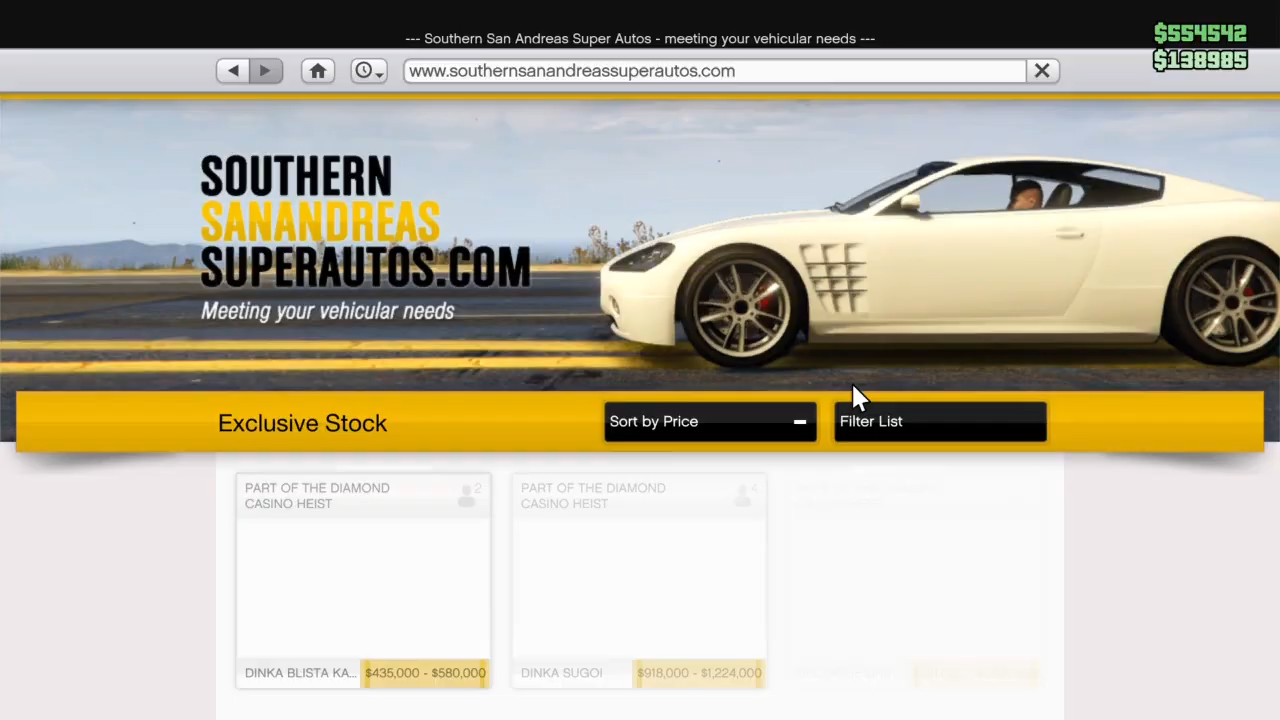 --- Southern San Andreas Super Autos - meeting your vehicular needs ---
$554542
$138985
www.southernsanandreassuperautos.com
SOUTHERN
SANANDREAS
SUPERAUTOS.COM
Meeting your vehicular needs
Exclusive Stock
Sort by Price
Filter List
PART OF THE DIAMOND
CASINO HEIST
2
PART OF THE DIAMOND
CASINO HEIST
4
DINKA BLISTA KA...
$435,000 - $580,000
DINKA SUGOI
$918,000 - $1,224,000